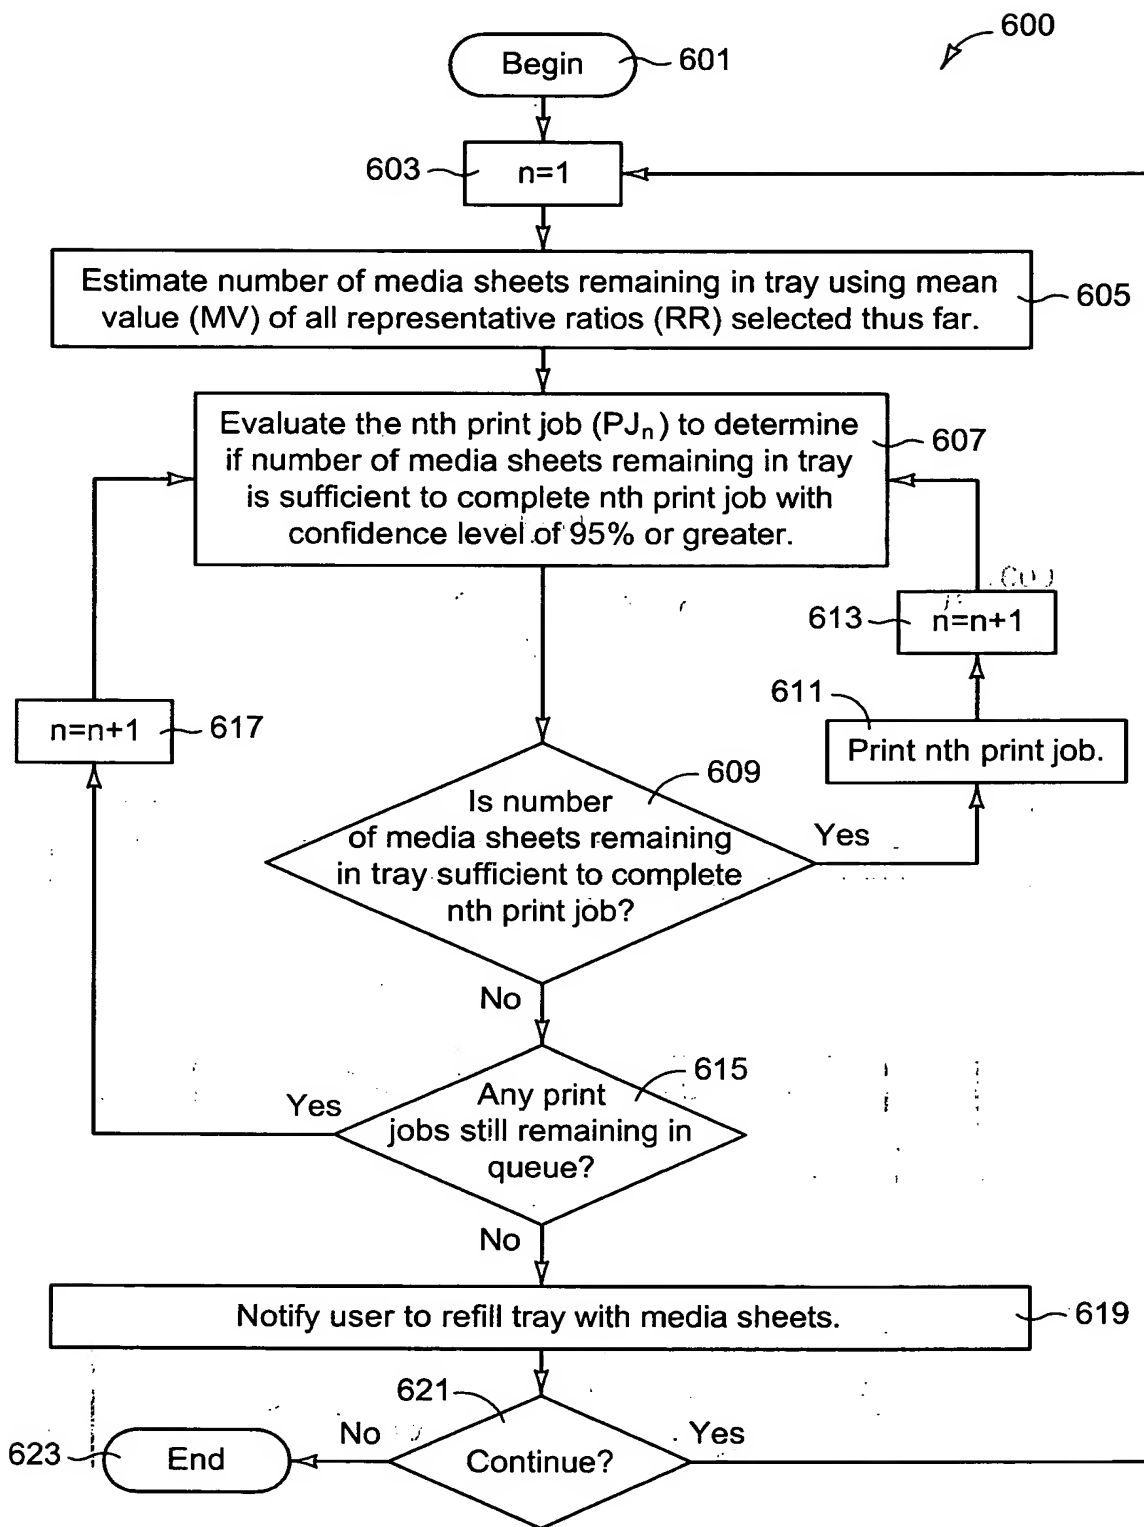 600
Begin
601
603
n=1
Estimate number of media sheets remaining in tray using mean
value (MV) of all representative ratios (RR) selected thus far.
605
Evaluate the nth print job (PJn) to determine
if number of media sheets remaining in tray
is sufficient to complete nth print job with
confidence level of 95% or greater.
607
613
n=n+1
n=n+1
617
611
Print nth print job.
609
Is number
of media sheets remaining
in tray sufficient to complete
nth print job?
Yes
No
615
Any print
jobs still remaining in
queue?
Yes
No
Notify user to refill tray with media sheets.
619
621
Continue?
No
Yes
623
End